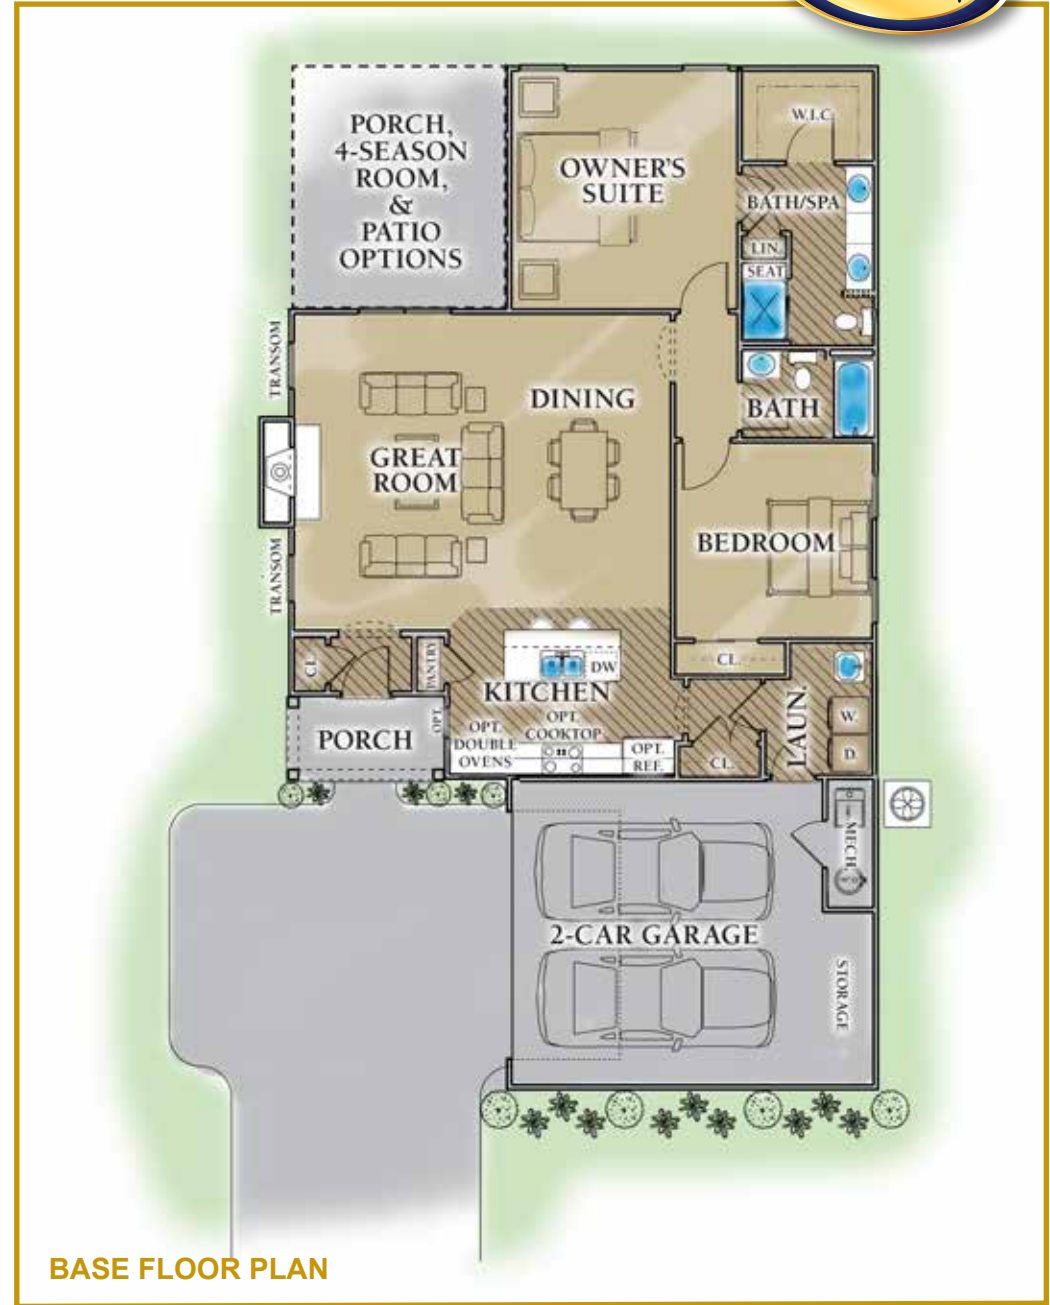 PORCH,
4-SEASON
ROOM,
&
PATIO
OPTIONS
OWNER'S
SUITE
W.I.C.
BATH/SPA
LIN.
SEAT
TRANSOM
DINING
BATH
GREAT
ROOM
BEDROOM
TRANSOM
CL.
PANTRY
DW
CL.
KITCHEN
LAUN.
W.
D.
OPT.
PORCH
OPT.
DOUBLE
OVENS
OPT.
COOKTOP
OPT.
REF.
CL.
MECH
2-CAR GARAGE
STORAGE
BASE FLOOR PLAN